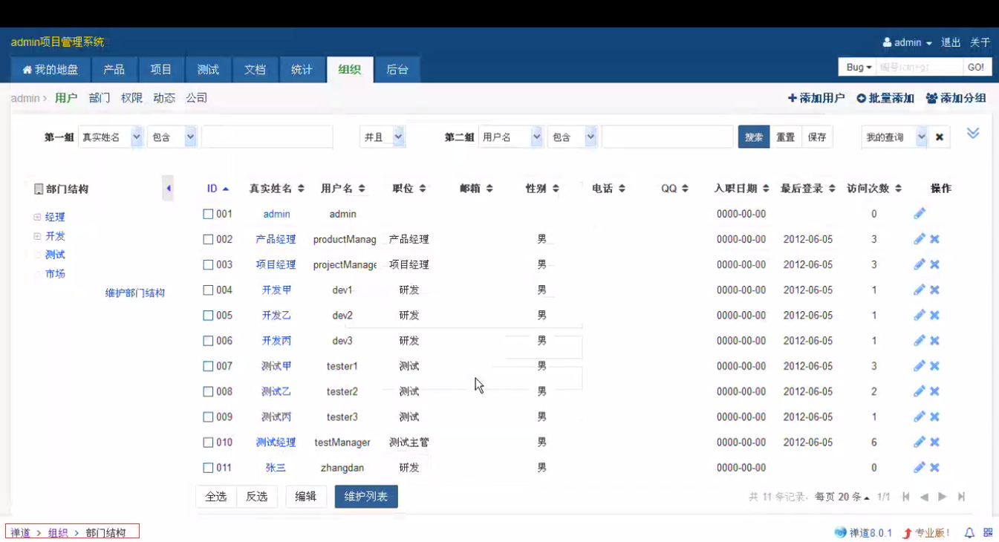 admin项目管理系统
admin 退出 关于
我的地盘 产品 项目 测试 文档 统计 组织 后台
Bug GO!
admin 用户 部门 权限 动态 公司
添加用户 批量添加 添加分组
第一组 真实姓名 包含 并且 第二组 用户名 包含 搜索 重置 保存 我的查询
部门结构
经理
开发
测试
市场
维护部门结构
ID 真实姓名 用户名 职位 邮箱 性别 电话 QQ 入职日期 最后登录 访问次数 操作
001 admin admin 0000-00-00 0
002 产品经理 productManag 产品经理 男 0000-00-00 2012-06-05 3
003 项目经理 projectManage 项目经理 男 0000-00-00 2012-06-05 3
004 开发甲 dev1 研发 男 0000-00-00 2012-06-05 1
005 开发乙 dev2 研发 男 0000-00-00 2012-06-05 1
006 开发丙 dev3 研发 男 0000-00-00 2012-06-05 1
007 测试甲 tester1 测试 男 0000-00-00 2012-06-05 3
008 测试乙 tester2 测试 男 0000-00-00 2012-06-05 2
009 测试丙 tester3 测试 男 0000-00-00 2012-06-05 1
010 测试经理 testManager 测试主管 男 0000-00-00 2012-06-05 6
011 张三 zhangdan 研发 男 0000-00-00 0
全选 反选 编辑 维护列表
共 11 条记录, 每页 20 条 1/1
禅道 > 组织 > 部门结构
禅道8.0.1 专业版!